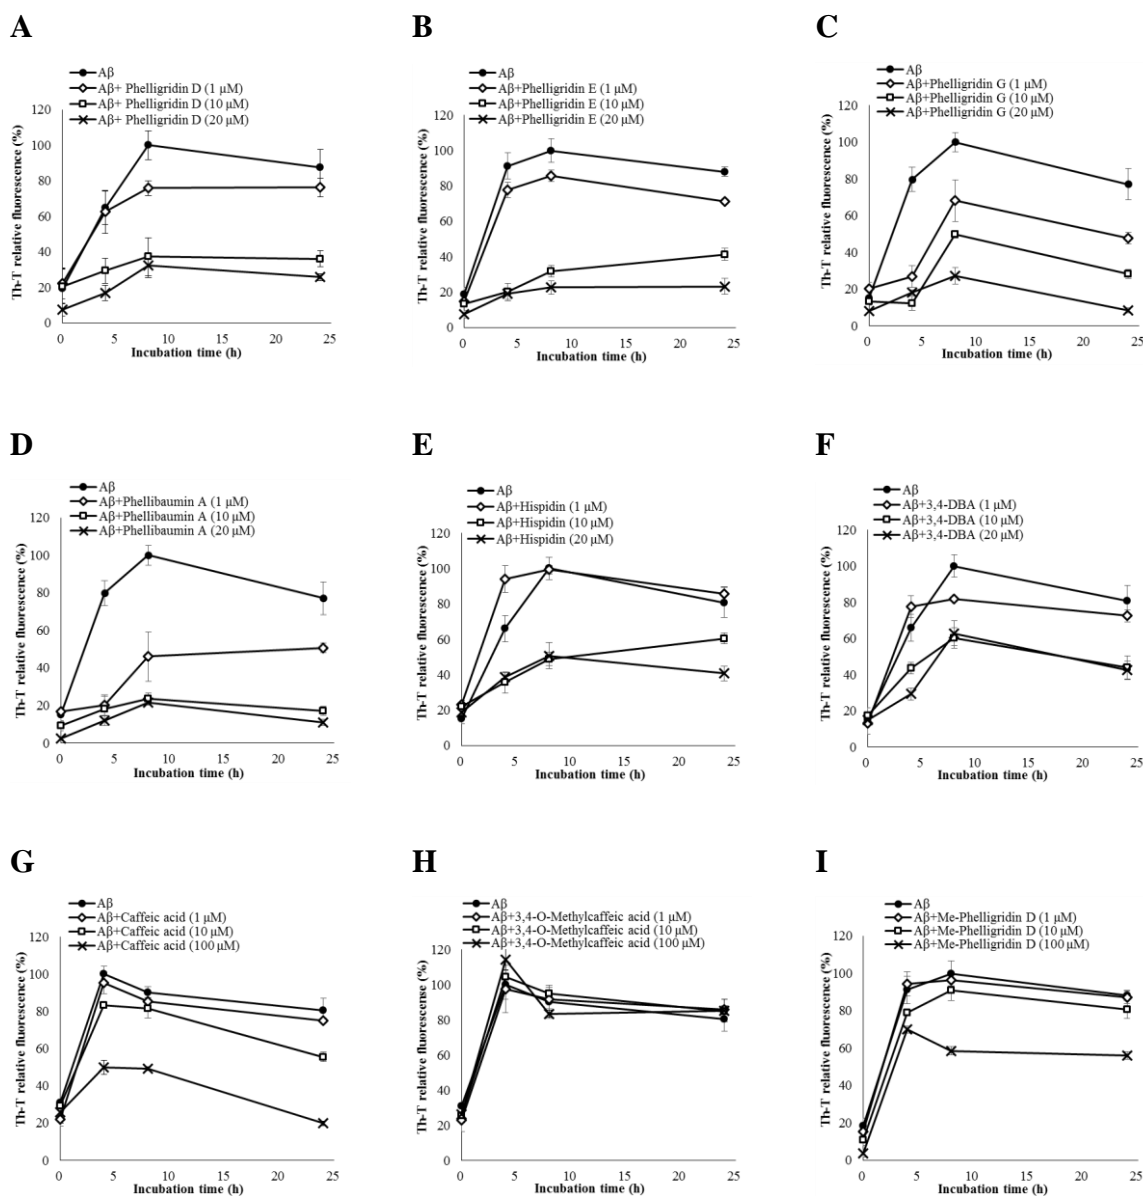 A
Aβ
Aβ+ Phelligridin D (1 μM)
Aβ+ Phelligridin D (10 μM)
Aβ+ Phelligridin D (20 μM)
Th-T relative fluorescence (%)
120
100
80
60
40
20
0
0 5 10 15 20 25
Incubation time (h)
B
Aβ
Aβ+Phelligridin E (1 μM)
Aβ+Phelligridin E (10 μM)
Aβ+Phelligridin E (20 μM)
Th-T relative fluorescence (%)
120
100
80
60
40
20
0
0 5 10 15 20 25
Incubation time (h)
C
Aβ
Aβ+Phelligridin G (1 μM)
Aβ+Phelligridin G (10 μM)
Aβ+Phelligridin G (20 μM)
Th-T relative fluorescence (%)
120
100
80
60
40
20
0
0 5 10 15 20 25
Incubation time (h)
D
Aβ
Aβ+Phellibaumin A (1 μM)
Aβ+Phellibaumin A (10 μM)
Aβ+Phellibaumin A (20 μM)
Th-T relative fluorescence (%)
120
100
80
60
40
20
0
0 5 10 15 20 25
Incubation time (h)
E
Aβ
Aβ+Hispidin (1 μM)
Aβ+Hispidin (10 μM)
Aβ+Hispidin (20 μM)
Th-T relative fluorescence (%)
120
100
80
60
40
20
0
0 5 10 15 20 25
Incubation time (h)
F
Aβ
Aβ+3,4-DBA (1 μM)
Aβ+3,4-DBA (10 μM)
Aβ+3,4-DBA (20 μM)
Th-T relative fluorescence (%)
120
100
80
60
40
20
0
0 5 10 15 20 25
Incubation time (h)
G
Aβ
Aβ+Caffeic acid (1 μM)
Aβ+Caffeic acid (10 μM)
Aβ+Caffeic acid (100 μM)
Th-T relative fluorescence (%)
120
100
80
60
40
20
0
0 5 10 15 20 25
Incubation time (h)
H
Aβ
Aβ+3,4-O-Methylcaffeic acid (1 μM)
Aβ+3,4-O-Methylcaffeic acid (10 μM)
Aβ+3,4-O-Methylcaffeic acid (100 μM)
Th-T relative fluorescense (%)
120
100
80
60
40
20
0
0 5 10 15 20 25
Incubation time (h)
I
Aβ
Aβ+Me-Phelligridin D (1 μM)
Aβ+Me-Phelligridin D (10 μM)
Aβ+Me-Phelligridin D (100 μM)
Th-T relative fluorescence (%)
120
100
80
60
40
20
0
0 5 10 15 20 25
Incubation time (h)